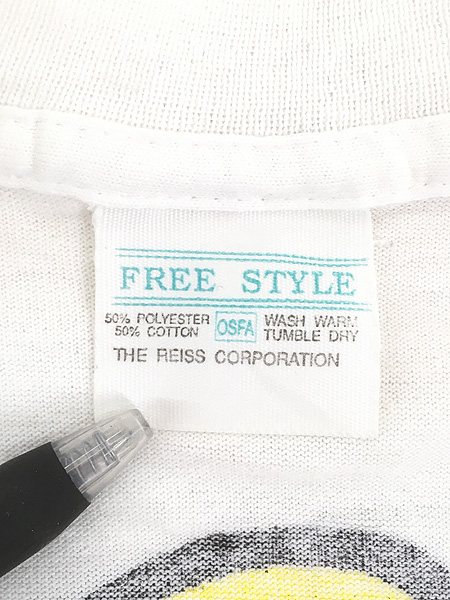 FREE STYLE
50% POLYESTER
50% COTTON
OSFA
WASH WARM
TUMBLE DRY
THE REISS CORPORATION